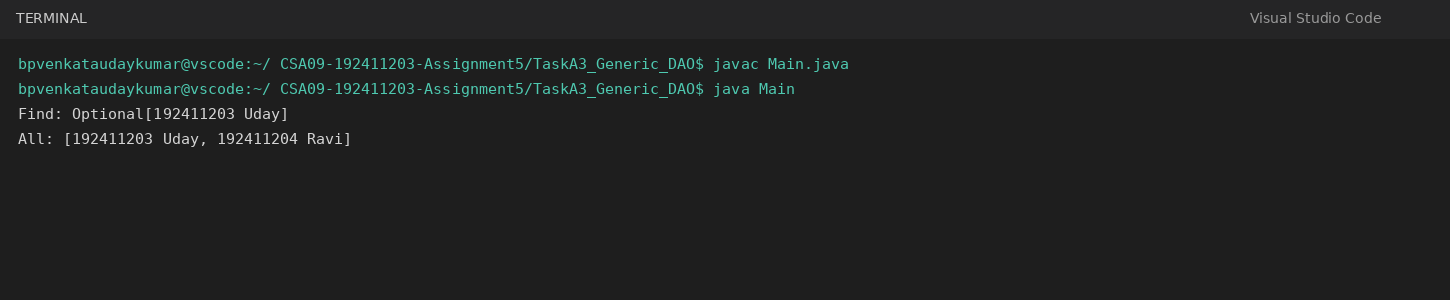 TERMINAL
Visual Studio Code
bpvenkataudaykumar@vscode:~/ CSA09-192411203-Assignment5/TaskA3_Generic_DAO$ javac Main.java
bpvenkataudaykumar@vscode:~/ CSA09-192411203-Assignment5/TaskA3_Generic_DAO$ java Main
Find: Optional[192411203 Uday]
All: [192411203 Uday, 192411204 Ravi]